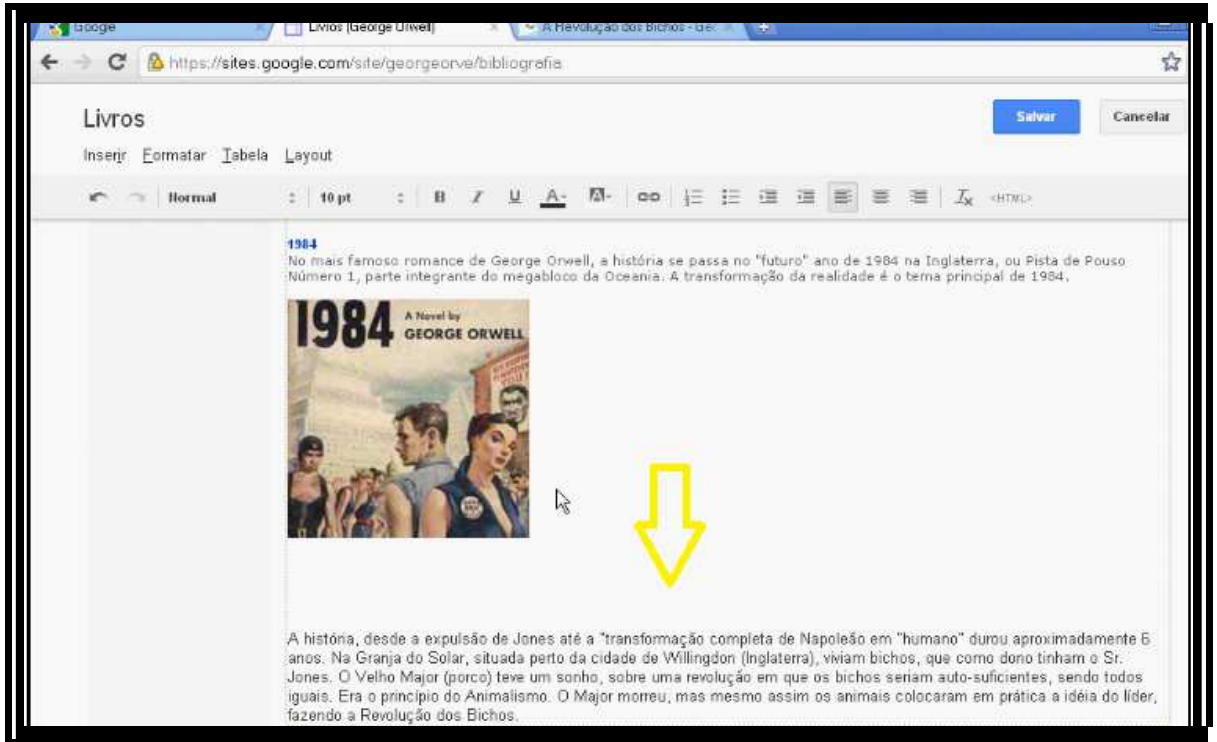 Google
Livros (George Orwell)
A Revolução dos Bichos - Ge
https://sites.google.com/site/georgeorve/bibliografia
Livros
Salvar
Cancelar
Inserir Formatar Tabela Layout
Normal 10 pt B I U A A <HTML>
1984
No mais famoso romance de George Orwell, a história se passa no "futuro" ano de 1984 na Inglaterra, ou Pista de Pouso
Número 1, parte integrante do megabloco da Oceania. A transformação da realidade é o tema principal de 1984.
1984
A Novel by
GEORGE ORWELL
A história, desde a expulsão de Jones até a "transformação completa de Napoleão em "humano" durou aproximadamente 6
anos. Na Granja do Solar, situada perto da cidade de Willingdon (Inglaterra), viviam bichos, que como dono tinham o Sr.
Jones. O Velho Major (porco) teve um sonho, sobre uma revolução em que os bichos seriam auto-suficientes, sendo todos
iguais. Era o princípio do Animalismo. O Major morreu, mas mesmo assim os animais colocaram em prática a idéia do líder,
fazendo a Revolução dos Bichos.